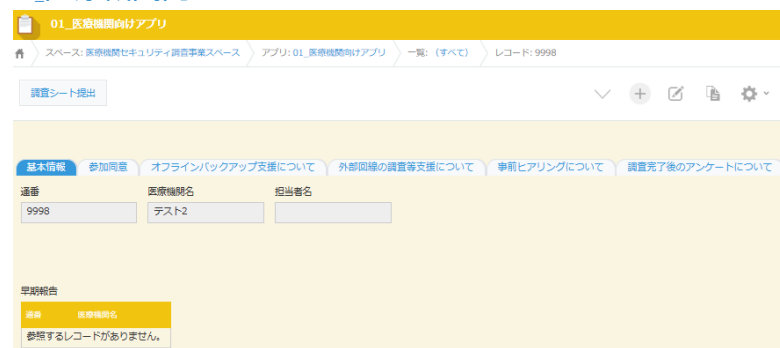 01_医療機関向けアプリ
スペース: 医療機関セキュリティ調査事業スペース アプリ: 01_医療機関向けアプリ 一覧: (すべて) レコード: 9998
調査シート提出
基本情報 参加同意 オフラインバックアップ支援について 外部回線の調査等支援について 事前ヒアリングについて 調査完了後のアンケートについて
通番 医療機関名 担当者名
9998 テスト2
早期報告
通番 医療機関名
参照するレコードがありません。